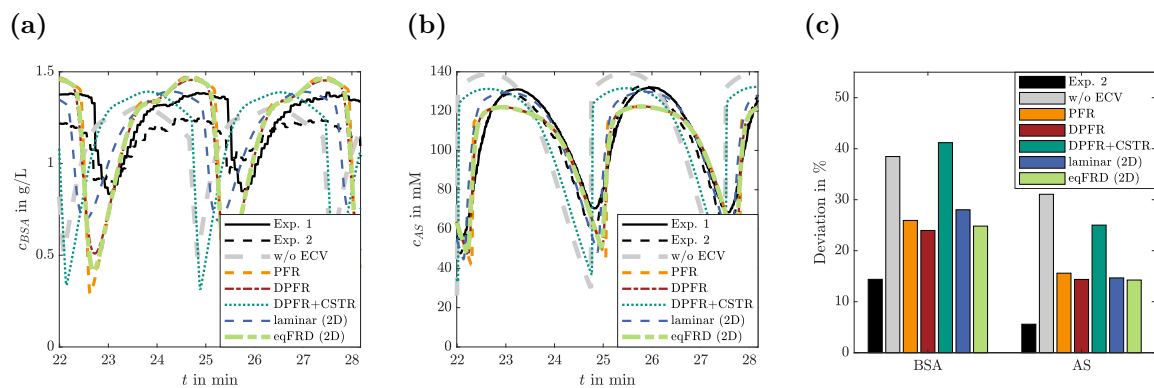 (a)
1.5
1
0.5
0
c_BSA in g/L
22
23
24
25
26
27
28
t in min
Exp. 1
Exp. 2
w/o ECV
PFR
DPFR
DPFR+CSTR
laminar (2D)
eqFRD (2D)
(b)
140
120
100
80
60
40
20
0
c_AS in mM
22
23
24
25
26
27
28
t in min
Exp. 1
Exp. 2
w/o ECV
PFR
DPFR
DPFR+CSTR
laminar (2D)
eqFRD (2D)
(c)
50
40
30
20
10
0
Deviation in %
BSA
AS
Exp. 2
w/o ECV
PFR
DPFR
DPFR+CSTR
laminar (2D)
eqFRD (2D)